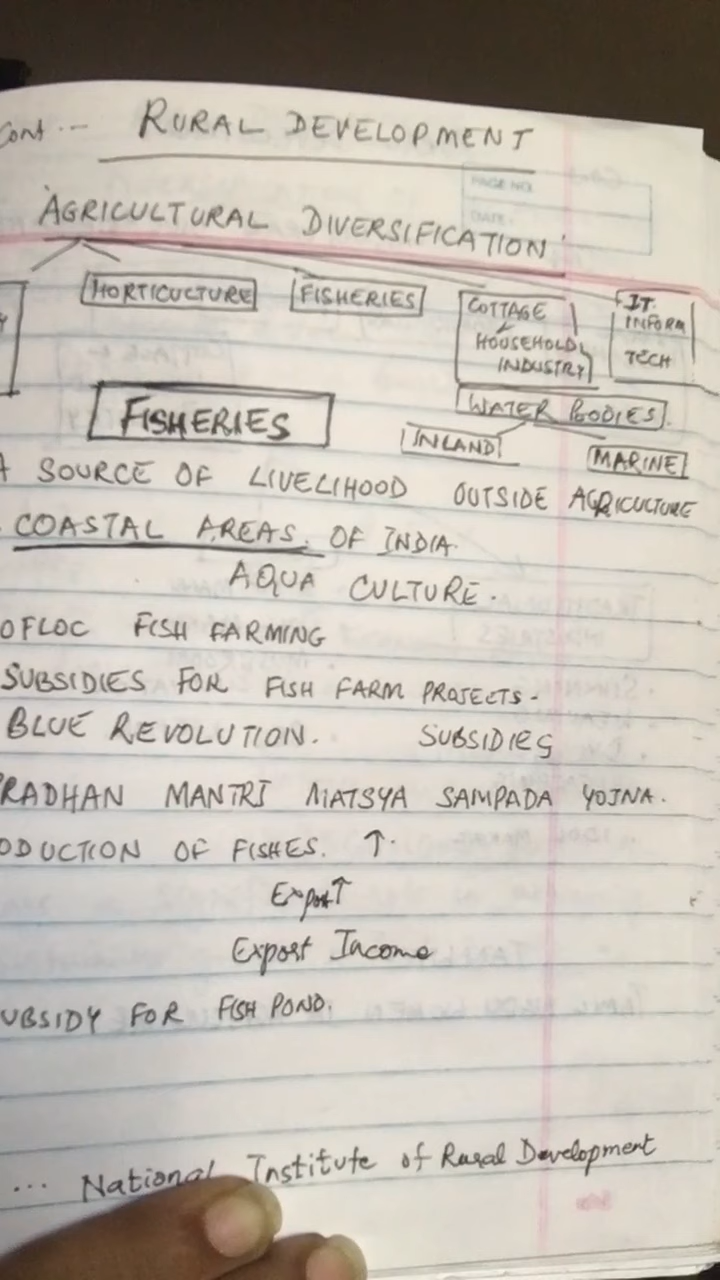 Cont... RURAL DEVELOPMENT
PAGE NO.
DATE:
AGRICULTURAL DIVERSIFICATION
HORTICULTURE FISHERIES COTTAGE HOUSEHOLD INDUSTRY IT INFORM TECH
WATER BODIES
FISHERIES
INLAND MARINE
A SOURCE OF LIVELIHOOD OUTSIDE AGRICULTURE
COASTAL AREAS. OF INDIA.
AQUA CULTURE.
OFLOC FISH FARMING
SUBSIDIES FOR FISH FARM PROJECTS.
BLUE REVOLUTION. SUBSIDIES
PRADHAN MANTRI MATSYA SAMPADA YOJNA.
ODUCTION OF FISHES. ↑.
Export↑
Export Income
UBSIDY FOR FISH POND.
... National Institute of Rural Development